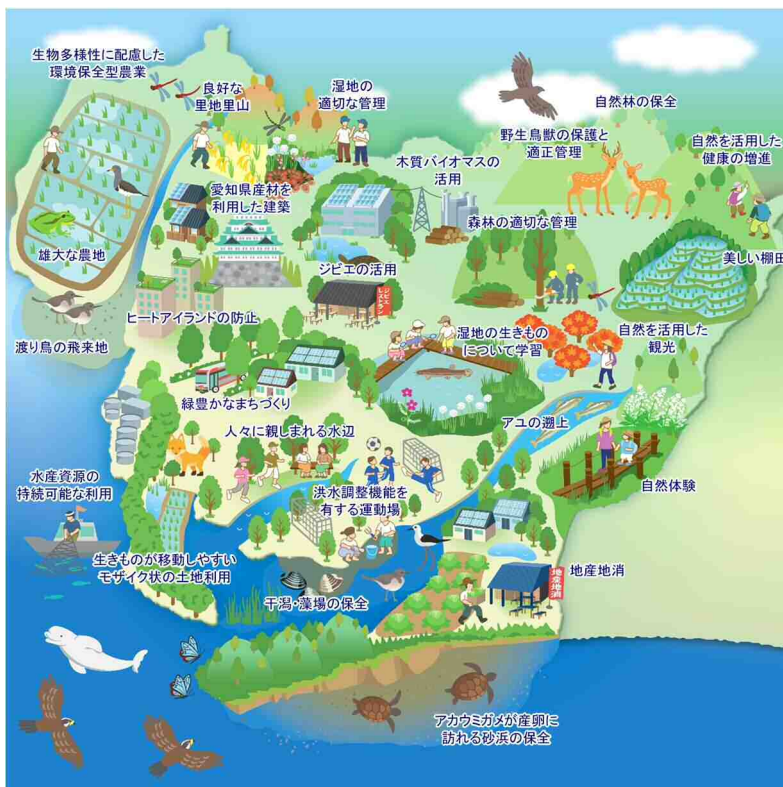 生物多様性に配慮した
環境保全型農業
良好な
里地里山
湿地の
適切な管理
自然林の保全
野生鳥獣の保護と
適正管理
自然を活用した
健康の増進
木質バイオマスの
活用
愛知県産材を
利用した建築
森林の適切な管理
雄大な農地
ジビエの活用
美しい棚田
ジビエ
レストラン
ヒートアイランドの防止
渡り鳥の飛来地
湿地の生きもの
について学習
自然を活用した
観光
緑豊かなまちづくり
アユの遡上
人々に親しまれる水辺
水産資源の
持続可能な利用
洪水調整機能を
有する運動場
自然体験
生きものが移動しやすい
モザイク状の土地利用
干潟・藻場の保全
地産地消
地産地消
アカウミガメが産卵に
訪れる砂浜の保全